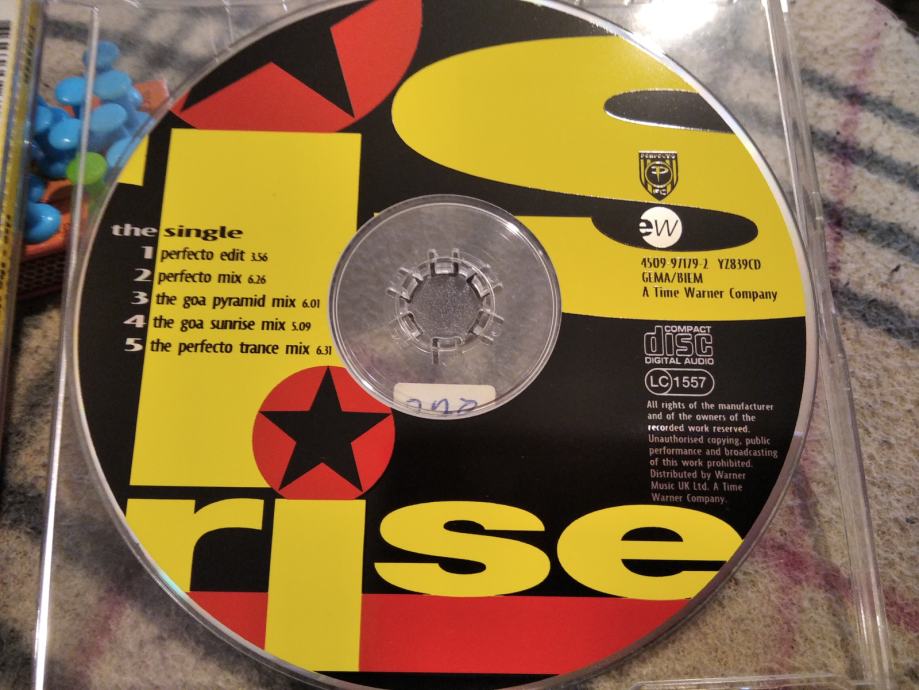 the single
1 perfecto edit 3.56
2 perfecto mix 6.26
3 the goa pyramid mix 6.01
4 the goa sunrise mix 5.09
5 the perfecto trance mix 6.31
PERFECTO
FC
ew
4509-97179-2 YZ839CD
GEMA/BIEM
A Time Warner Company
COMPACT
disc
DIGITAL AUDIO
LC 1557
All rights of the manufacturer
and of the owners of the
recorded work reserved.
Unauthorised copying, public
performance and broadcasting
of this work prohibited.
Distributed by Warner
Music UK Ltd. A Time
Warner Company.
rise